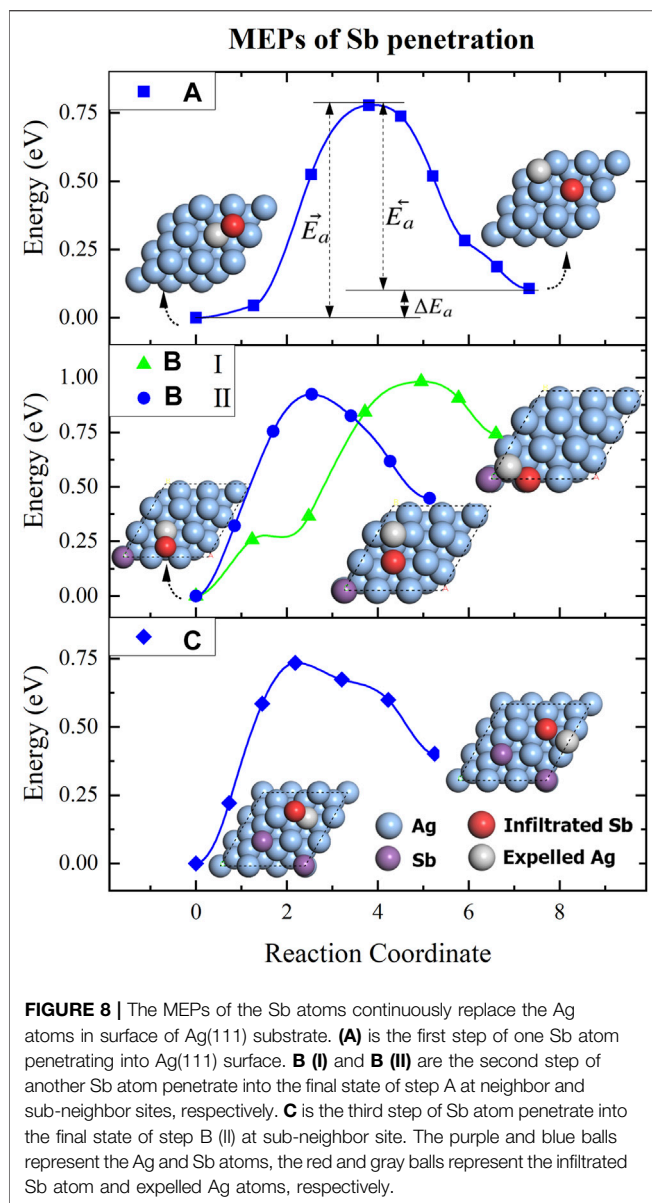 MEPs of Sb penetration
A
Energy (eV)
0.75
0.50
0.25
0.00
E⃗a
E⃖a
ΔEa
B I
B II
Energy (eV)
1.00
0.75
0.50
0.25
0.00
C
Energy (eV)
0.75
0.50
0.25
0.00
Ag
Infiltrated Sb
Sb
Expelled Ag
0 2 4 6 8
Reaction Coordinate
FIGURE 8 | The MEPs of the Sb atoms continuously replace the Ag
atoms in surface of Ag(111) substrate. (A) is the first step of one Sb atom
penetrating into Ag(111) surface. B (I) and B (II) are the second step of
another Sb atom penetrate into the final state of step A at neighbor and
sub-neighbor sites, respectively. C is the third step of Sb atom penetrate into
the final state of step B (II) at sub-neighbor site. The purple and blue balls
represent the Ag and Sb atoms, the red and gray balls represent the infiltrated
Sb atom and expelled Ag atoms, respectively.